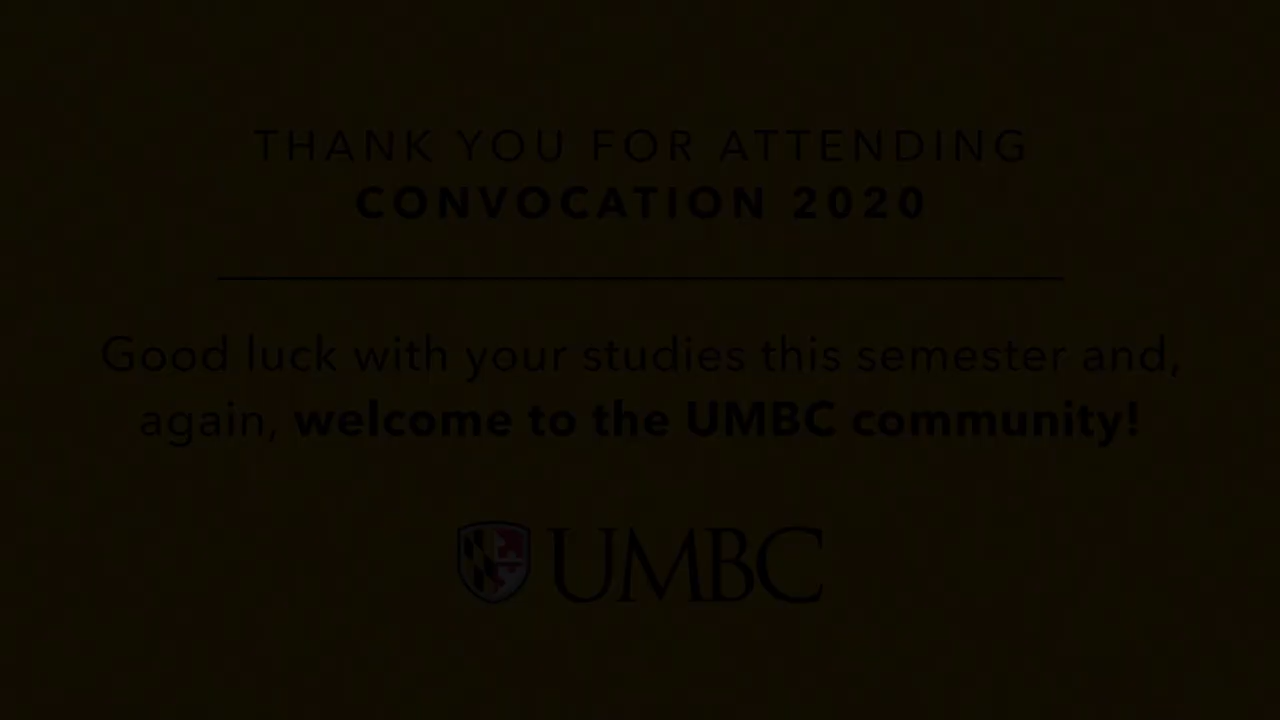 THANK YOU FOR ATTENDING
CONVOCATION 2020
Good luck with your studies this semester and,
again, welcome to the UMBC community!
UMBC